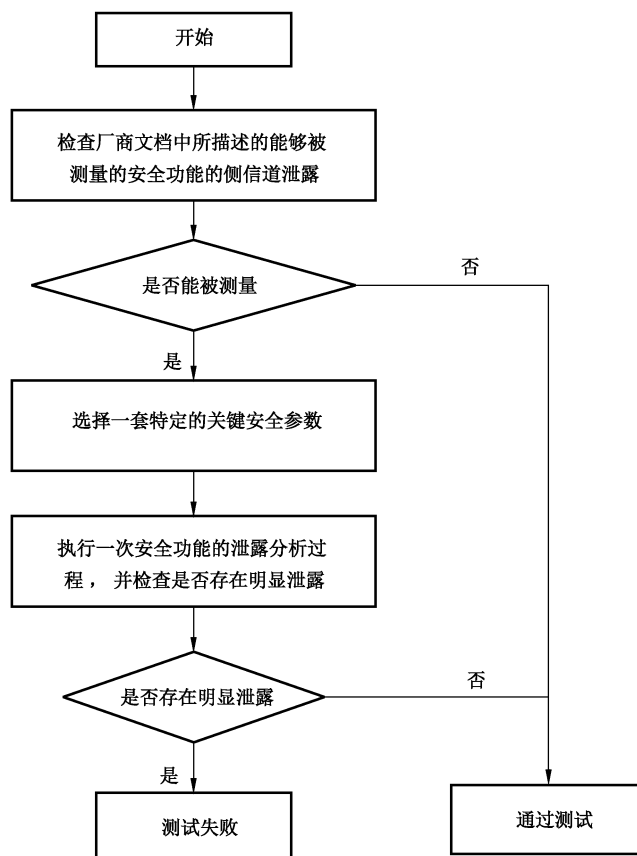 开始
检查厂商文档中所描述的能够被
测量的安全功能的侧信道泄露
是否能被测量
否
是
选择一套特定的关键安全参数
执行一次安全功能的泄露分析过
程，并检查是否存在明显泄露
是否存在明显泄露
否
是
测试失败
通过测试